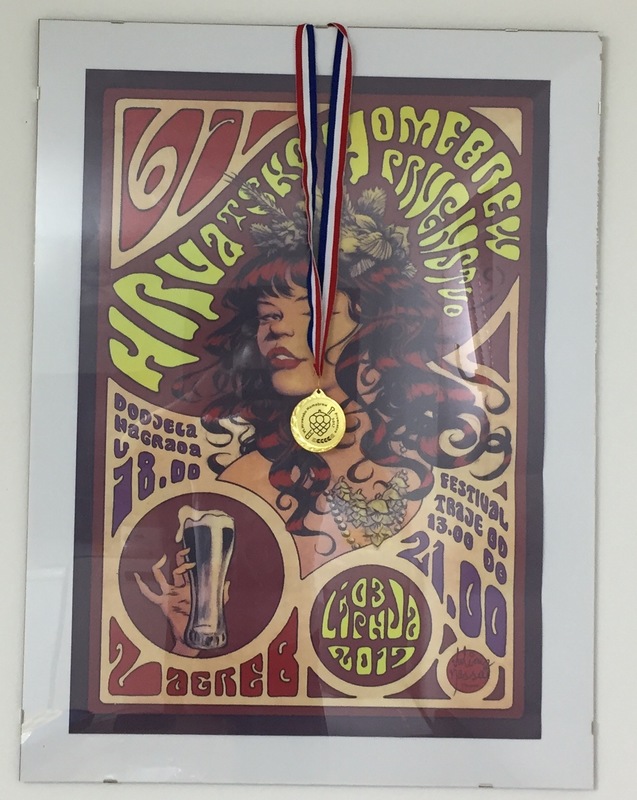 6.
HRVATSKO HOMEBREW
PRVENSTVO
DODJELA
NAGRADA
U
18.00
FESTIVAL
TRAJE OD
13.00 DO
21.00
ZAGREB
03
LIPNJA
2017